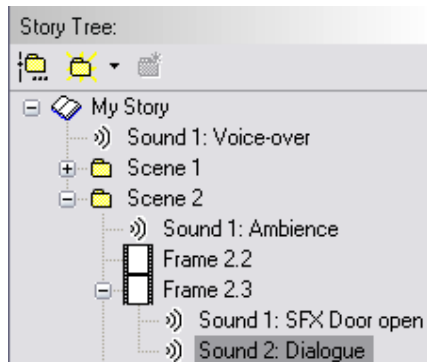 Story Tree:
My Story
Sound 1: Voice-over
Scene 1
Scene 2
Sound 1: Ambience
Frame 2.2
Frame 2.3
Sound 1: SFX Door open
Sound 2: Dialogue